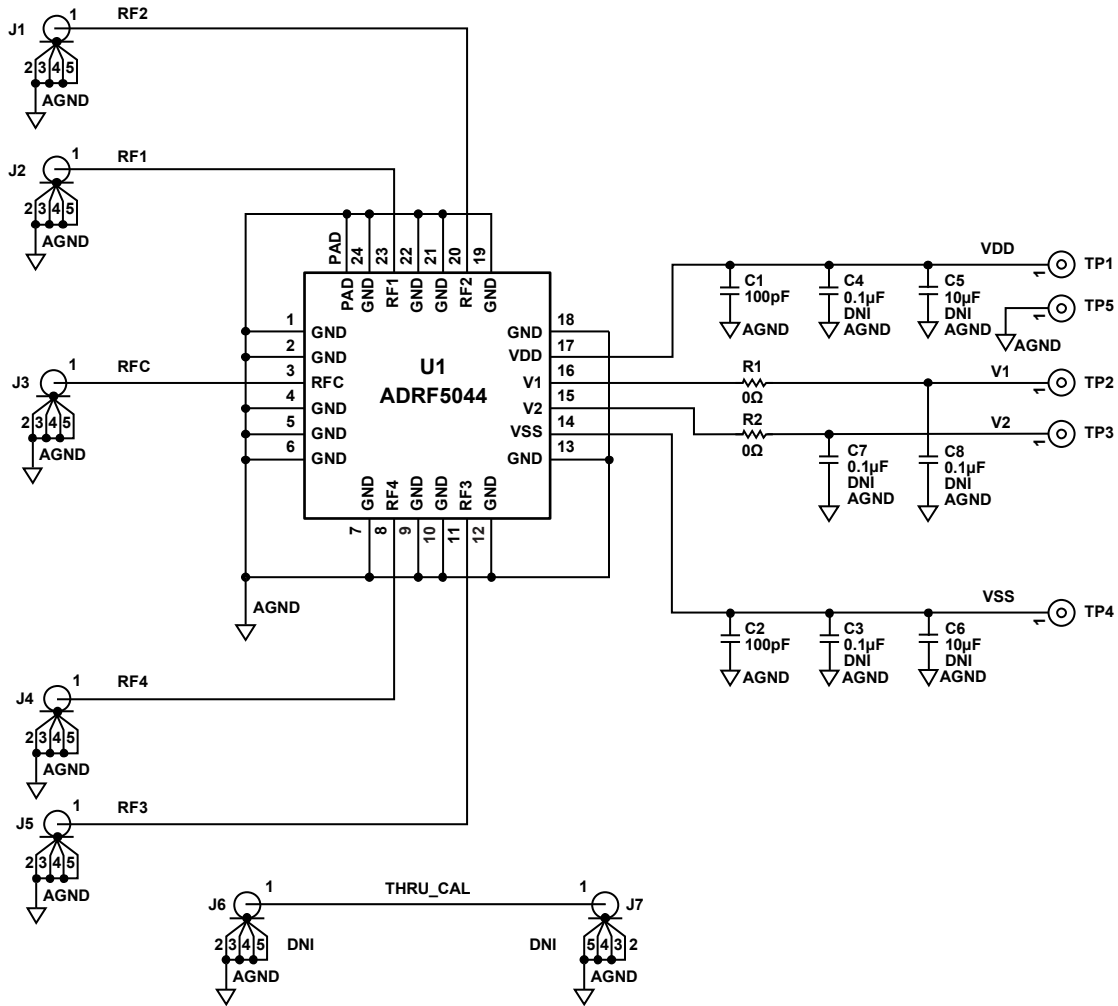 J1 1 RF2
2 3 4 5
AGND
J2 1 RF1
2 3 4 5
AGND
J3 1 RFC
2 3 4 5
AGND
PAD 24 23 22 21 20 19
PAD GND RF1 GND GND RF2 GND
1 GND
2 GND
3 RFC
4 GND
5 GND
6 GND
U1
ADRF5044
GND 18
VDD 17
V1 16
V2 15
VSS 14
GND 13
GND RF4 GND GND RF3 GND
7 8 9 10 11 12
AGND
VDD
1 TP1
C1
100pF
AGND
C4
0.1µF
DNI
AGND
C5
10µF
DNI
AGND
1 TP5
AGND
R1
0Ω
V1
1 TP2
R2
0Ω
V2
1 TP3
C7
0.1µF
DNI
AGND
C8
0.1µF
DNI
AGND
VSS
1 TP4
C2
100pF
AGND
C3
0.1µF
DNI
AGND
C6
10µF
DNI
AGND
J4 1 RF4
2 3 4 5
AGND
J5 1 RF3
2 3 4 5
AGND
J6 1 THRU_CAL 1 J7
2 3 4 5 DNI
AGND
DNI 5 4 3 2
AGND